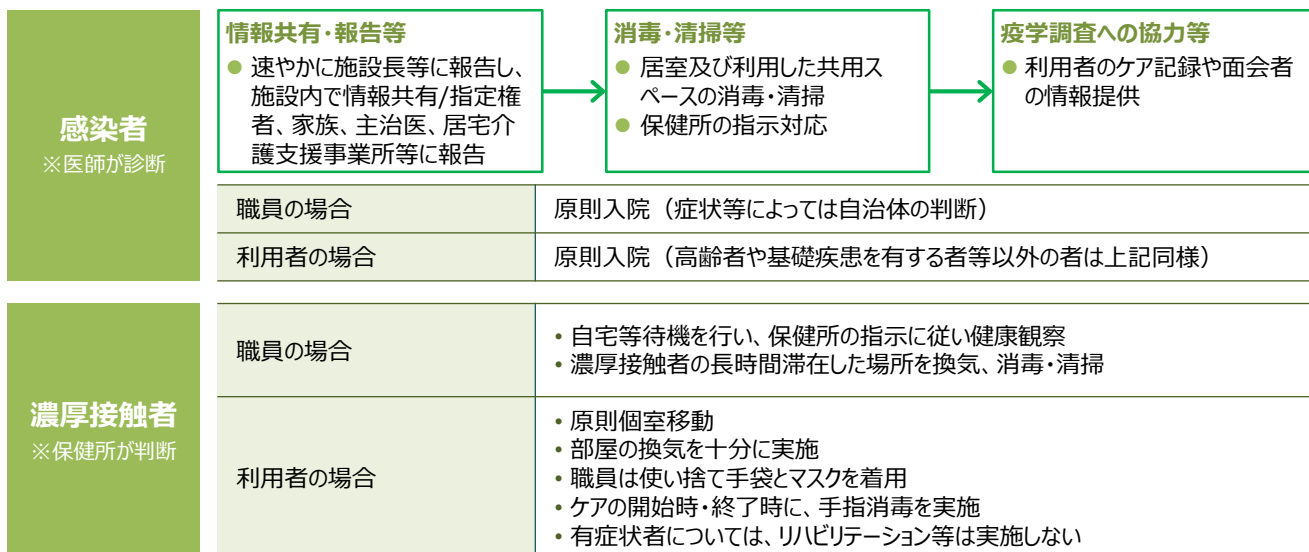 感染者
※医師が診断
情報共有・報告等
● 速やかに施設長等に報告し、
施設内で情報共有/指定権
者、家族、主治医、居宅介
護支援事業所等に報告
消毒・清掃等
● 居室及び利用した共用ス
ペースの消毒・清掃
● 保健所の指示対応
疫学調査への協力等
● 利用者のケア記録や面会者
の情報提供
職員の場合
原則入院（症状等によっては自治体の判断）
利用者の場合
原則入院（高齢者や基礎疾患を有する者等以外の者は上記同様）
濃厚接触者
※保健所が判断
職員の場合
• 自宅等待機を行い、保健所の指示に従い健康観察
• 濃厚接触者の長時間滞在した場所を換気、消毒・清掃
利用者の場合
• 原則個室移動
• 部屋の換気を十分に実施
• 職員は使い捨て手袋とマスクを着用
• ケアの開始時・終了時に、手指消毒を実施
• 有症状者については、リハビリテーション等は実施しない